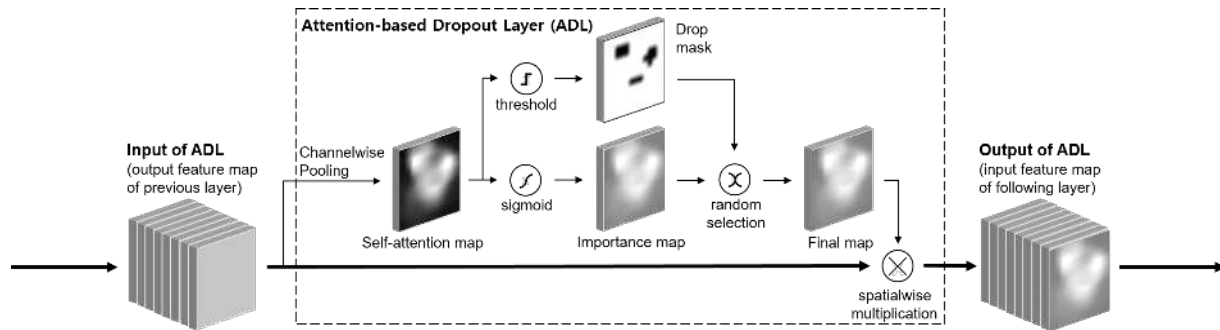 Attention-based Dropout Layer (ADL)
Drop
mask
threshold
Input of ADL
(output feature map
of previous layer)
Channelwise
Pooling
sigmoid
random
selection
Output of ADL
(input feature map
of following layer)
Self-attention map
Importance map
Final map
spatialwise
multiplication